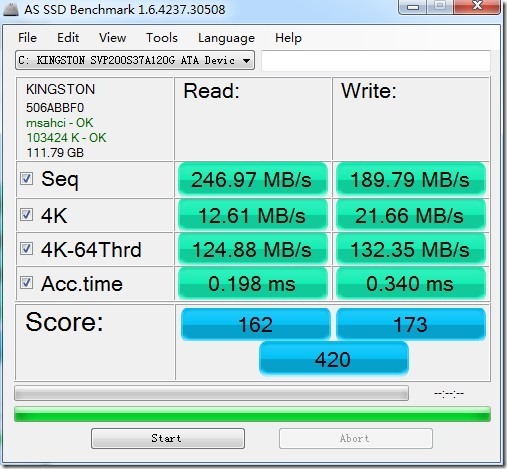 AS SSD Benchmark 1.6.4237.30508
File Edit View Tools Language Help
C: KINGSTON SVP200S37A120G ATA Devic
KINGSTON
506ABBF0
msahci - OK
103424 K - OK
111.79 GB
Read: Write:
Seq 246.97 MB/s 189.79 MB/s
4K 12.61 MB/s 21.66 MB/s
4K-64Thrd 124.88 MB/s 132.35 MB/s
Acc.time 0.198 ms 0.340 ms
Score: 162 173
420
--:--:--
Start Abort